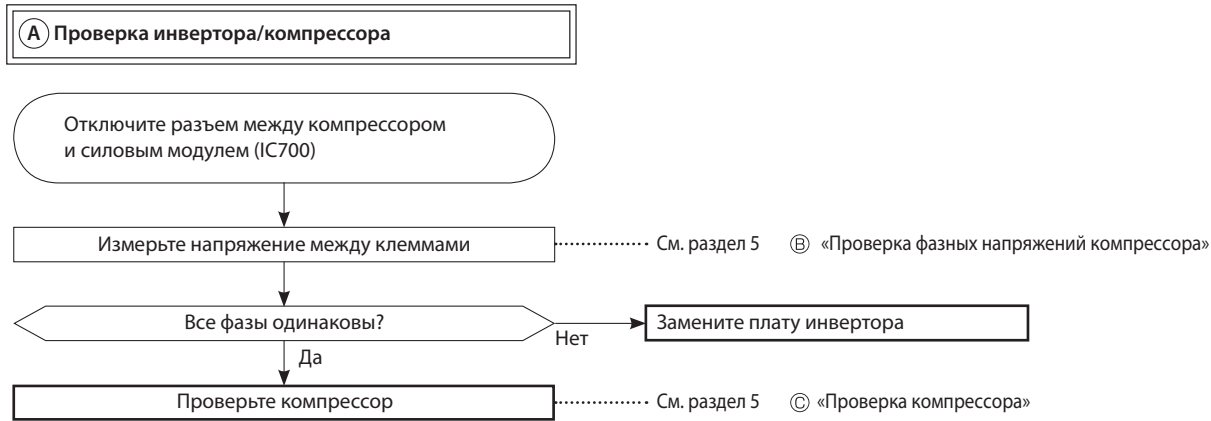 Ⓐ Проверка инвертора/компрессора
Отключите разъем между компрессором
и силовым модулем (IC700)
Измерьте напряжение между клеммами
См. раздел 5 Ⓑ «Проверка фазных напряжений компрессора»
Все фазы одинаковы?
Нет
Замените плату инвертора
Да
Проверьте компрессор
См. раздел 5 Ⓒ «Проверка компрессора»